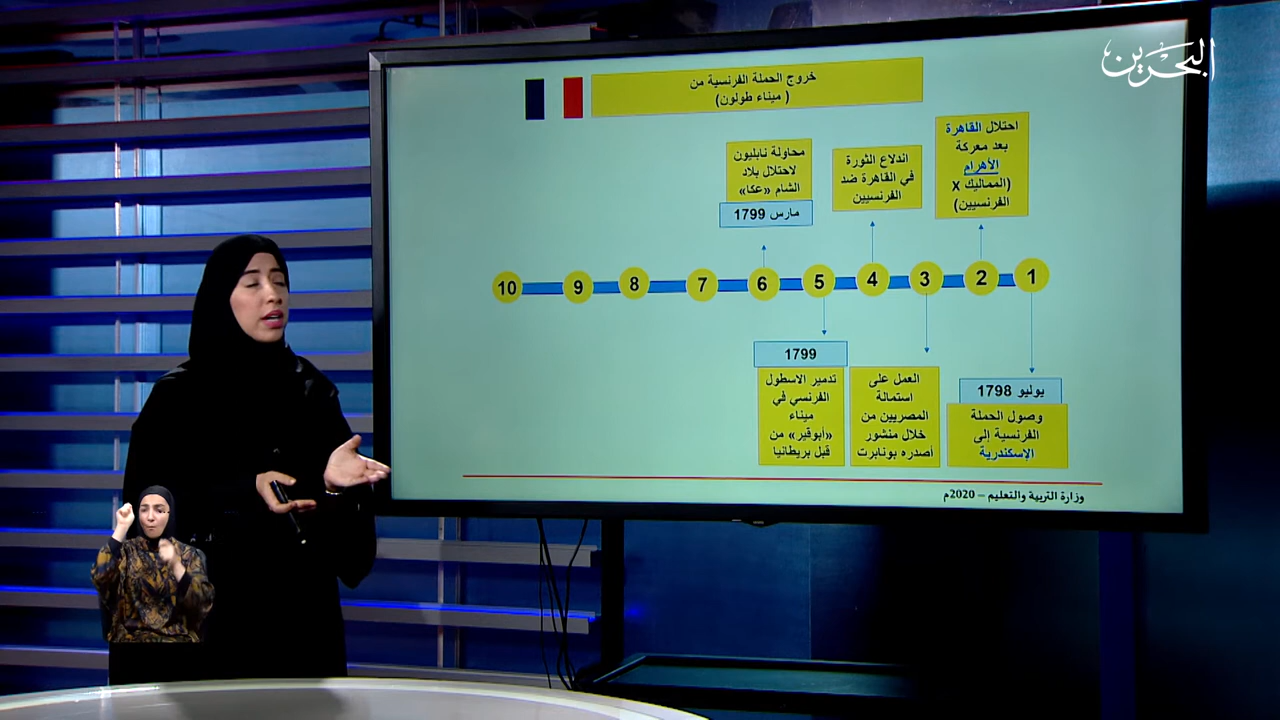 البحرين
خروج الحملة الفرنسية من
( ميناء طولون)
احتلال القاهرة
بعد معركة
الأهرام
(المماليك X
الفرنسيين)
اندلاع الثورة
في القاهرة ضد
الفرنسيين
محاولة نابليون
لاحتلال بلاد
الشام «عكا»
مارس 1799
1
2
3
4
5
6
7
8
9
10
يوليو 1798
وصول الحملة
الفرنسية إلى
الإسكندرية
العمل على
استمالة
المصريين من
خلال منشور
أصدره بونابرت
1799
تدمير الاسطول
الفرنسي في
ميناء
«أبوقير» من
قبل بريطانيا
وزارة التربية والتعليم – 2020م